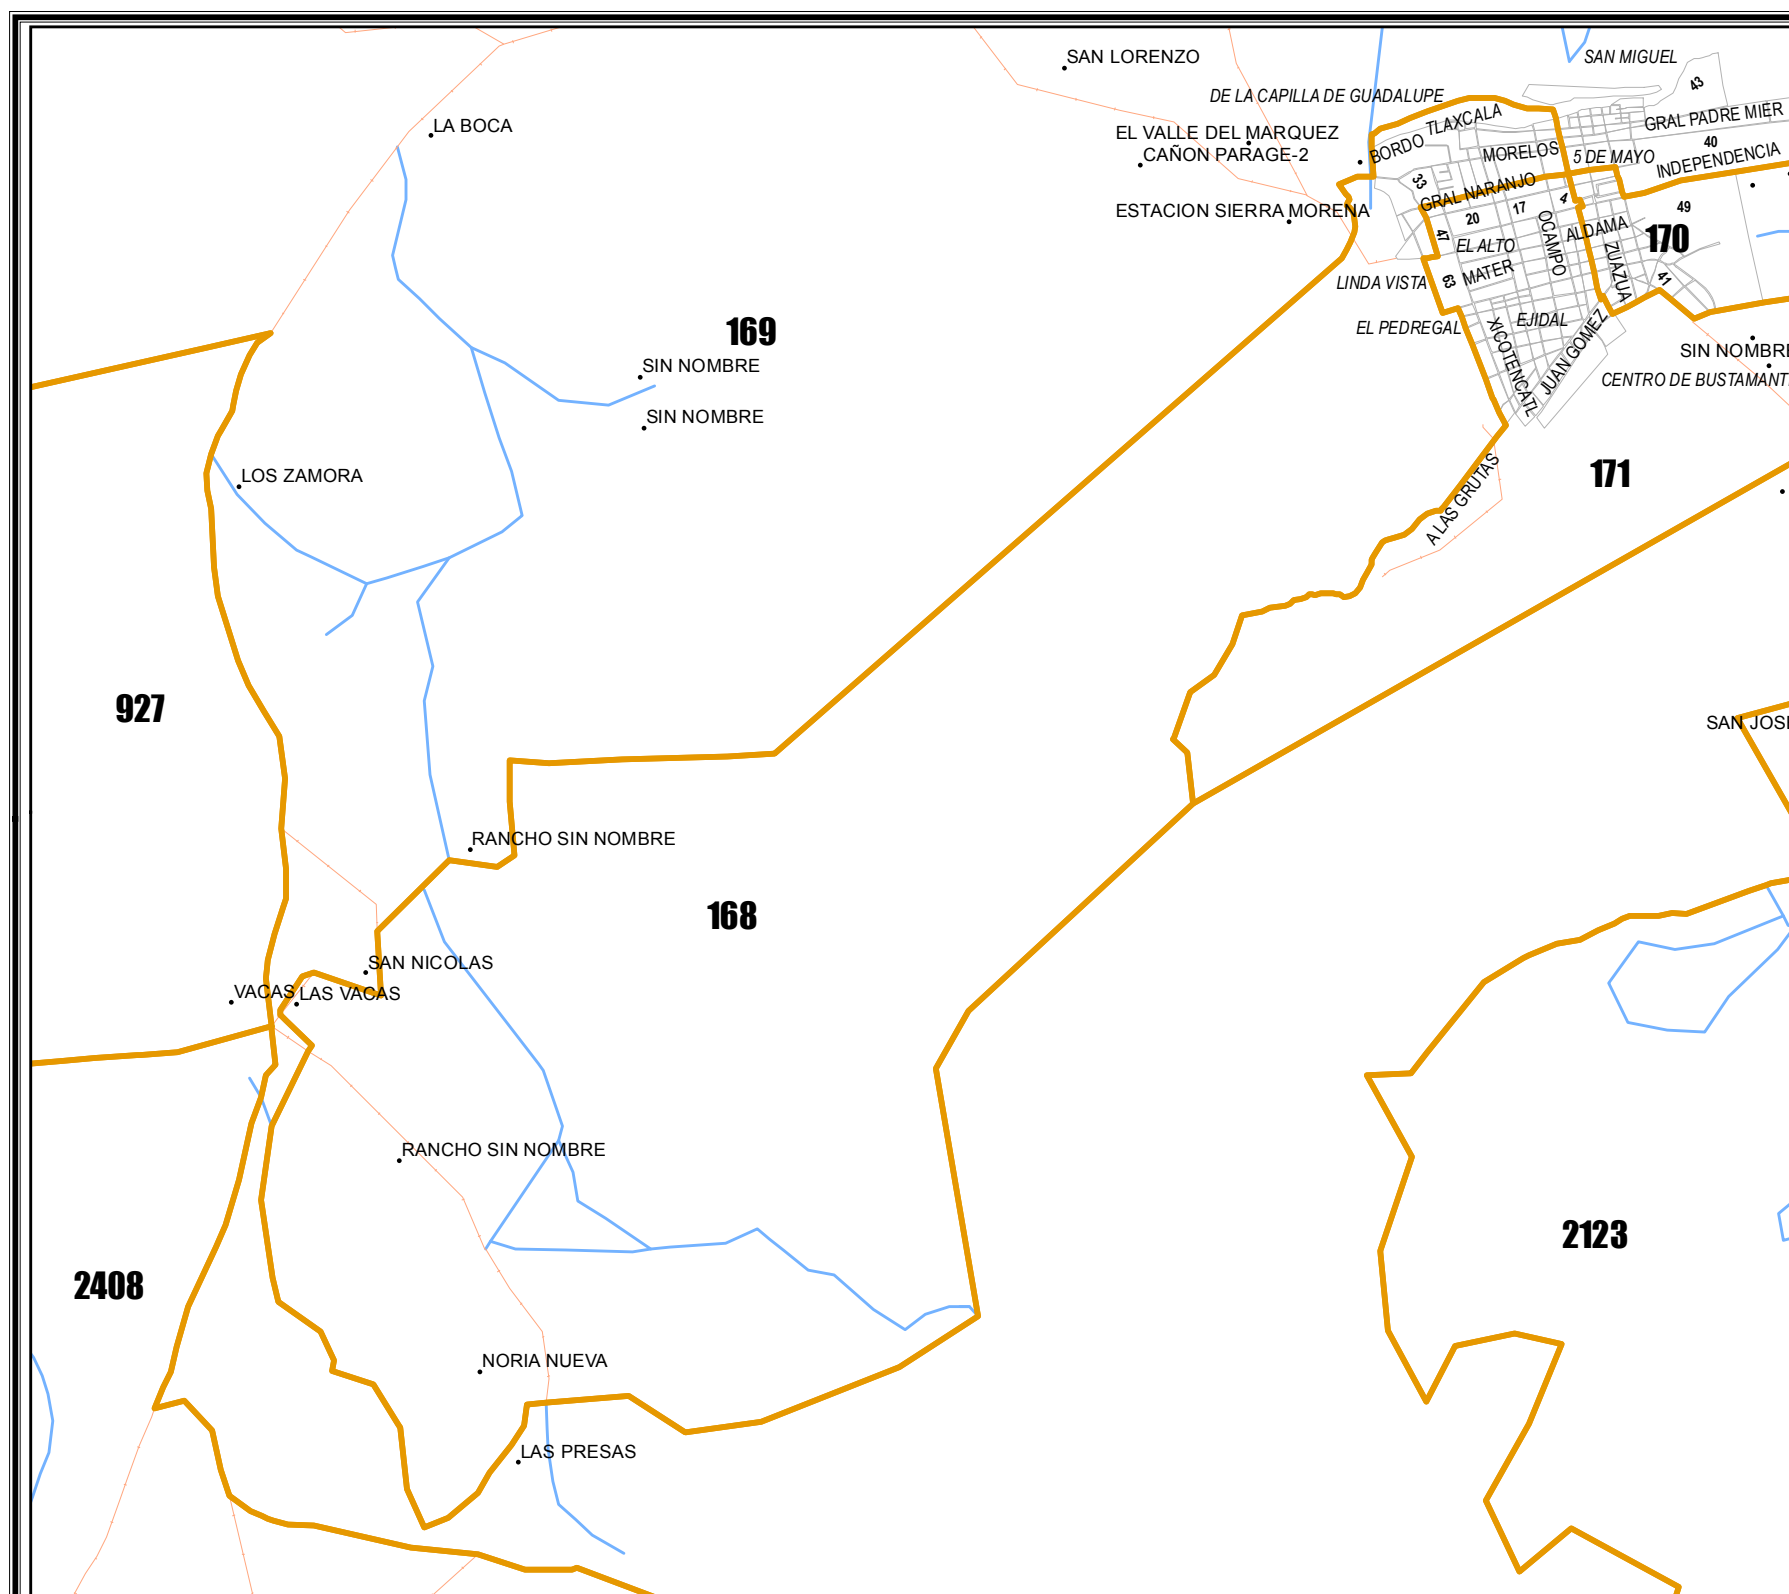 SAN LORENZO
SAN MIGUEL
43
DE LA CAPILLA DE GUADALUPE
TLAXCALA
GRAL PADRE MIER
LA BOCA
EL VALLE DEL MARQUEZ
BORDO
40
CAÑON PARAGE-2
MORELOS
5 DE MAYO
INDEPENDENCIA
33
GRAL NARANJO
4
ESTACION SIERRA MORENA
20
17
49
47
EL ALTO
OCAMPO
ALDAMA
170
ZUAZUA
LINDA VISTA
63
MATER
41
169
EL PEDREGAL
EJIDAL
XICOTENCATL
JUAN GOMEZ
SIN NOMBRE
SIN NOMBRE
CENTRO DE BUSTAMANT
SIN NOMBRE
LOS ZAMORA
171
A LAS GRUTAS
927
SAN JOS
RANCHO SIN NOMBRE
168
SAN NICOLAS
VACAS
LAS VACAS
RANCHO SIN NOMBRE
2123
2408
NORIA NUEVA
LAS PRESAS